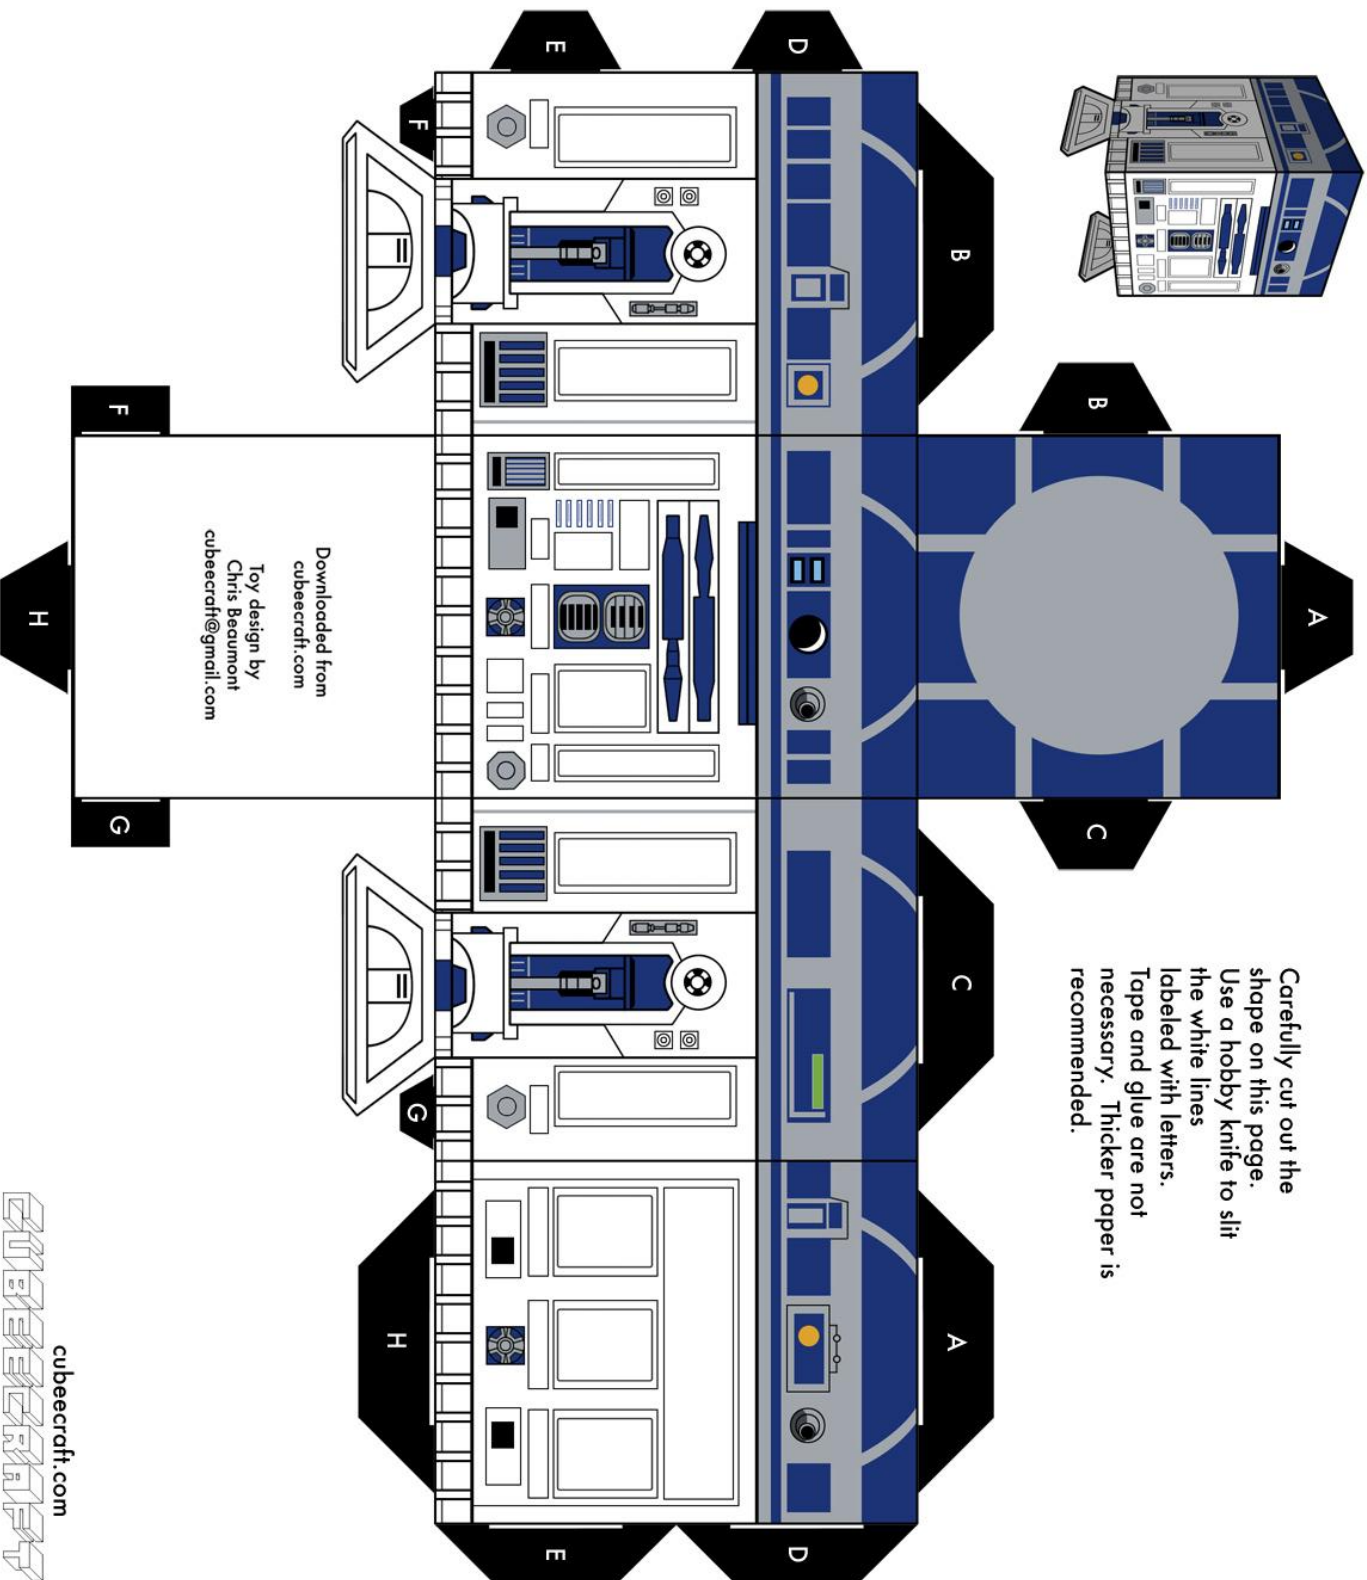 Carefully cut out the
shape on this page.
Use a hobby knife to slit
the white lines
labeled with letters.
Tape and glue are not
necessary. Thicker paper is
recommended.
A
B
C
B
C
A
D
D
E
E
F
G
F
G
H
H
Downloaded from
cubeecraft.com
Toy design by
Chris Beaumont
cubeecraft@gmail.com
cubeecraft.com
CUBEECRAFT